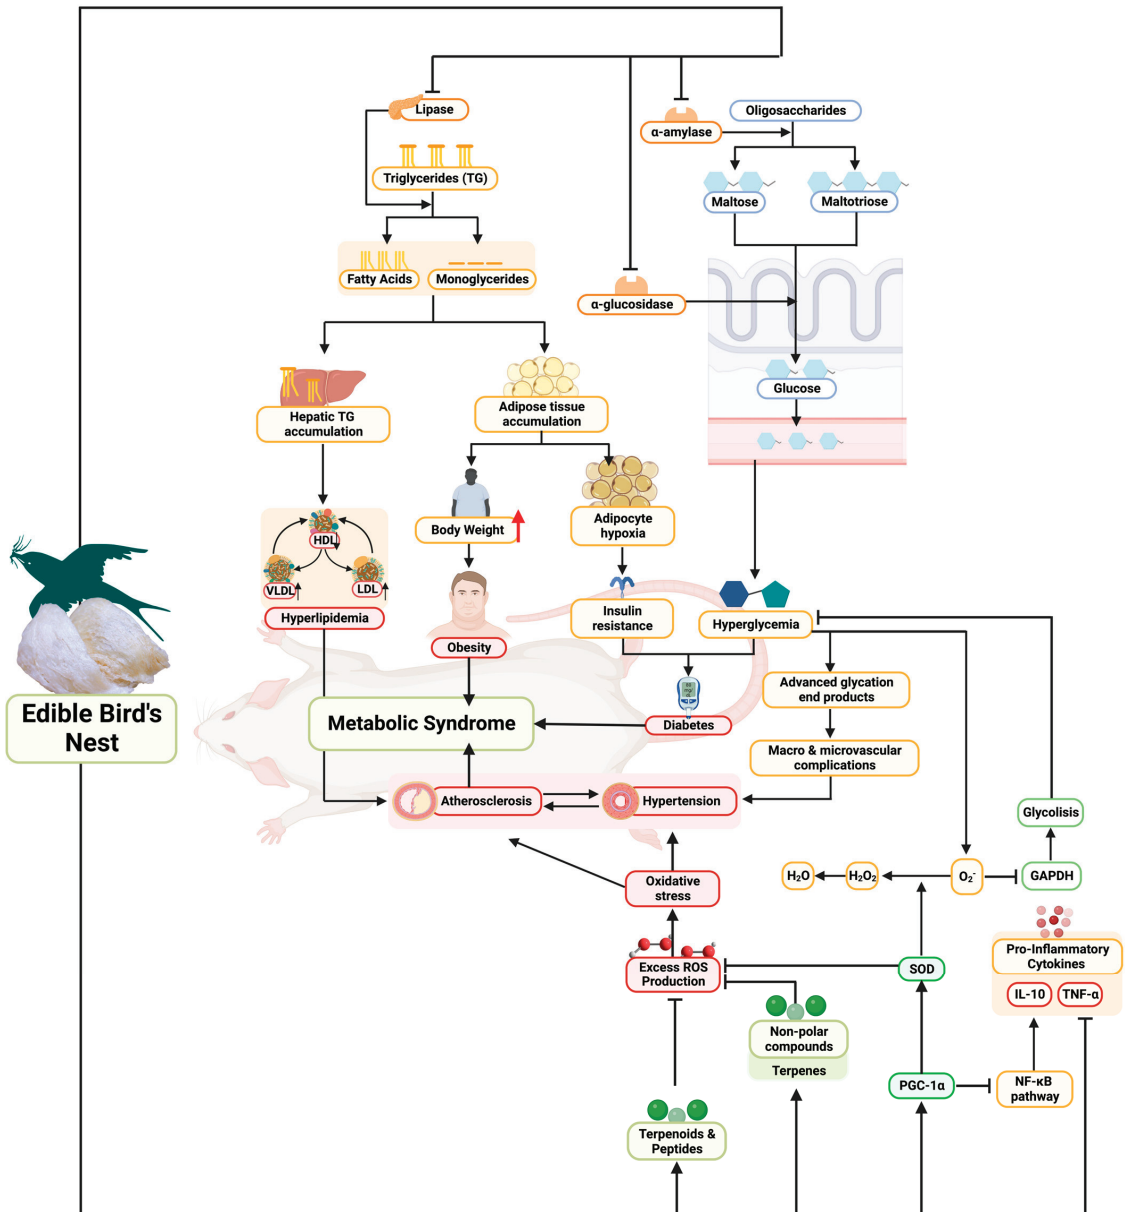 Lipase
Oligosaccharides
α-amylase
Triglycerides (TG)
Maltose
Maltotriose
Fatty Acids
Monoglycerides
α-glucosidase
Glucose
Hepatic TG
accumulation
Adipose tissue
accumulation
Body Weight
Adipocyte
hypoxia
HDL
VLDL
LDL
Hyperlipidemia
Obesity
Insulin
resistance
Hyperglycemia
Advanced glycation
end products
Edible Bird's
Nest
Metabolic Syndrome
Diabetes
Macro & microvascular
complications
Atherosclerosis
Hypertension
Glycolisis
Oxidative
stress
H₂O
H₂O₂
O₂⁻
GAPDH
Pro-Inflammatory
Cytokines
Excess ROS
Production
SOD
IL-10
TNF-α
Non-polar
compounds
Terpenes
PGC-1α
NF-κB
pathway
Terpenoids &
Peptides